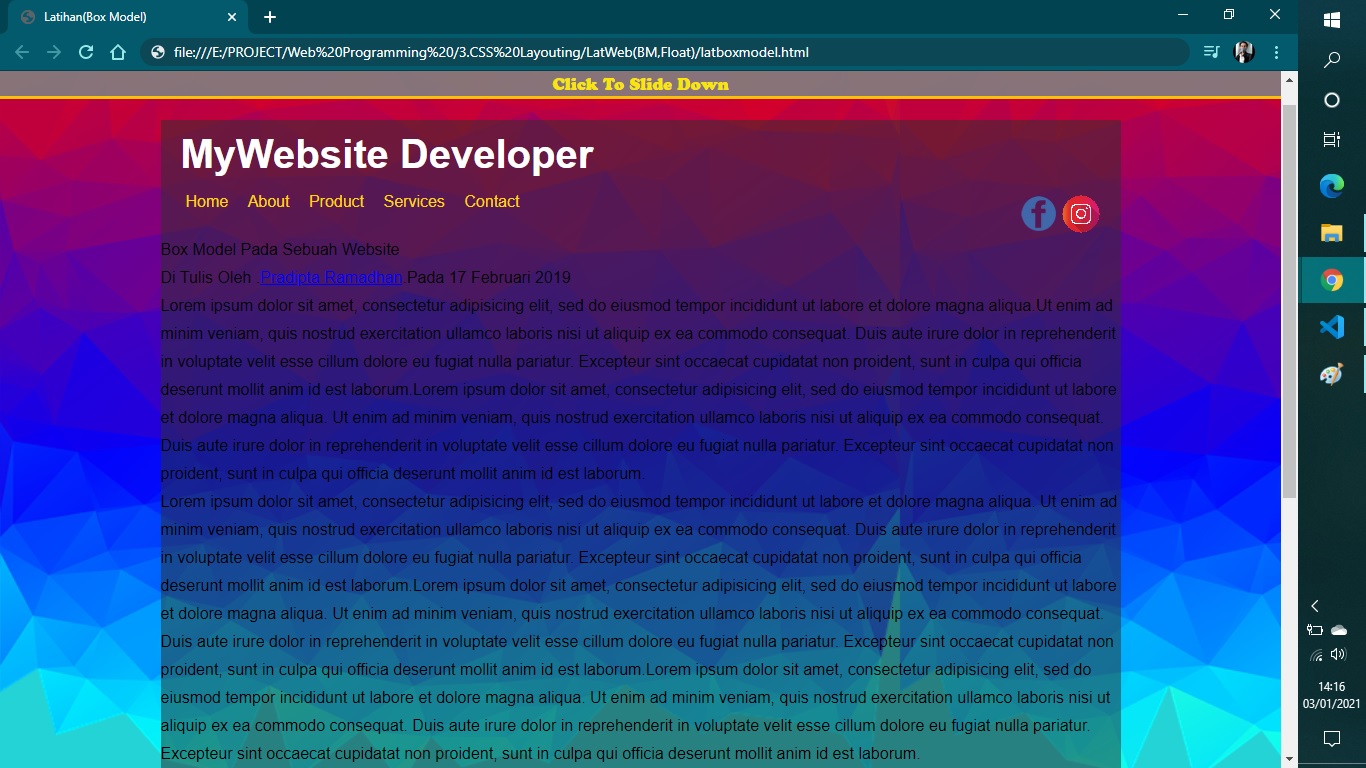 Latihan(Box Model)
file:///E:/PROJECT/Web%20Programming%20/3.CSS%20Layouting/LatWeb(BM,Float)/latboxmodel.html
Click To Slide Down
MyWebsite Developer
Home About Product Services Contact
Box Model Pada Sebuah Website
Di Tulis Oleh .Pradipta Ramadhan.Pada 17 Februari 2019
Lorem ipsum dolor sit amet, consectetur adipisicing elit, sed do eiusmod tempor incididunt ut labore et dolore magna aliqua.Ut enim ad
minim veniam, quis nostrud exercitation ullamco laboris nisi ut aliquip ex ea commodo consequat. Duis aute irure dolor in reprehenderit
in voluptate velit esse cillum dolore eu fugiat nulla pariatur. Excepteur sint occaecat cupidatat non proident, sunt in culpa qui officia
deserunt mollit anim id est laborum.Lorem ipsum dolor sit amet, consectetur adipisicing elit, sed do eiusmod tempor incididunt ut labore
et dolore magna aliqua. Ut enim ad minim veniam, quis nostrud exercitation ullamco laboris nisi ut aliquip ex ea commodo consequat.
Duis aute irure dolor in reprehenderit in voluptate velit esse cillum dolore eu fugiat nulla pariatur. Excepteur sint occaecat cupidatat non
proident, sunt in culpa qui officia deserunt mollit anim id est laborum.
Lorem ipsum dolor sit amet, consectetur adipisicing elit, sed do eiusmod tempor incididunt ut labore et dolore magna aliqua. Ut enim ad
minim veniam, quis nostrud exercitation ullamco laboris nisi ut aliquip ex ea commodo consequat. Duis aute irure dolor in reprehenderit
in voluptate velit esse cillum dolore eu fugiat nulla pariatur. Excepteur sint occaecat cupidatat non proident, sunt in culpa qui officia
deserunt mollit anim id est laborum.Lorem ipsum dolor sit amet, consectetur adipisicing elit, sed do eiusmod tempor incididunt ut labore
et dolore magna aliqua. Ut enim ad minim veniam, quis nostrud exercitation ullamco laboris nisi ut aliquip ex ea commodo consequat.
Duis aute irure dolor in reprehenderit in voluptate velit esse cillum dolore eu fugiat nulla pariatur. Excepteur sint occaecat cupidatat non
proident, sunt in culpa qui officia deserunt mollit anim id est laborum.Lorem ipsum dolor sit amet, consectetur adipisicing elit, sed do
eiusmod tempor incididunt ut labore et dolore magna aliqua. Ut enim ad minim veniam, quis nostrud exercitation ullamco laboris nisi ut
aliquip ex ea commodo consequat. Duis aute irure dolor in reprehenderit in voluptate velit esse cillum dolore eu fugiat nulla pariatur.
Excepteur sint occaecat cupidatat non proident, sunt in culpa qui officia deserunt mollit anim id est laborum.
14:16
03/01/2021